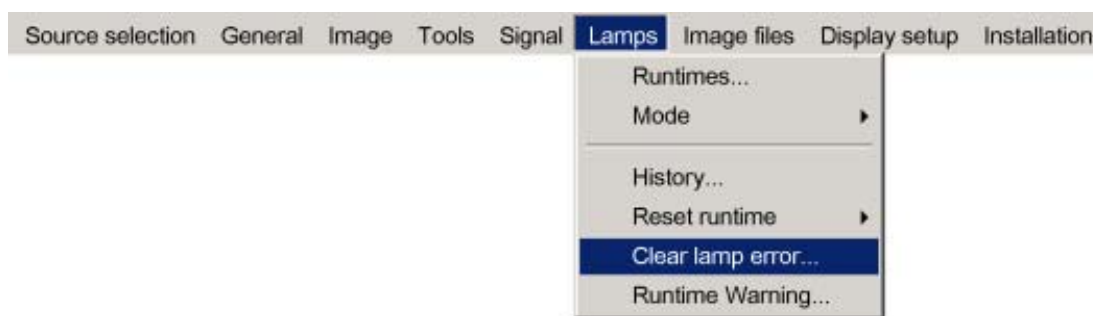 Source selection General Image Tools Signal Lamps Image files Display setup Installation
Runtimes...
Mode
History...
Reset runtime
Clear lamp error...
Runtime Warning...